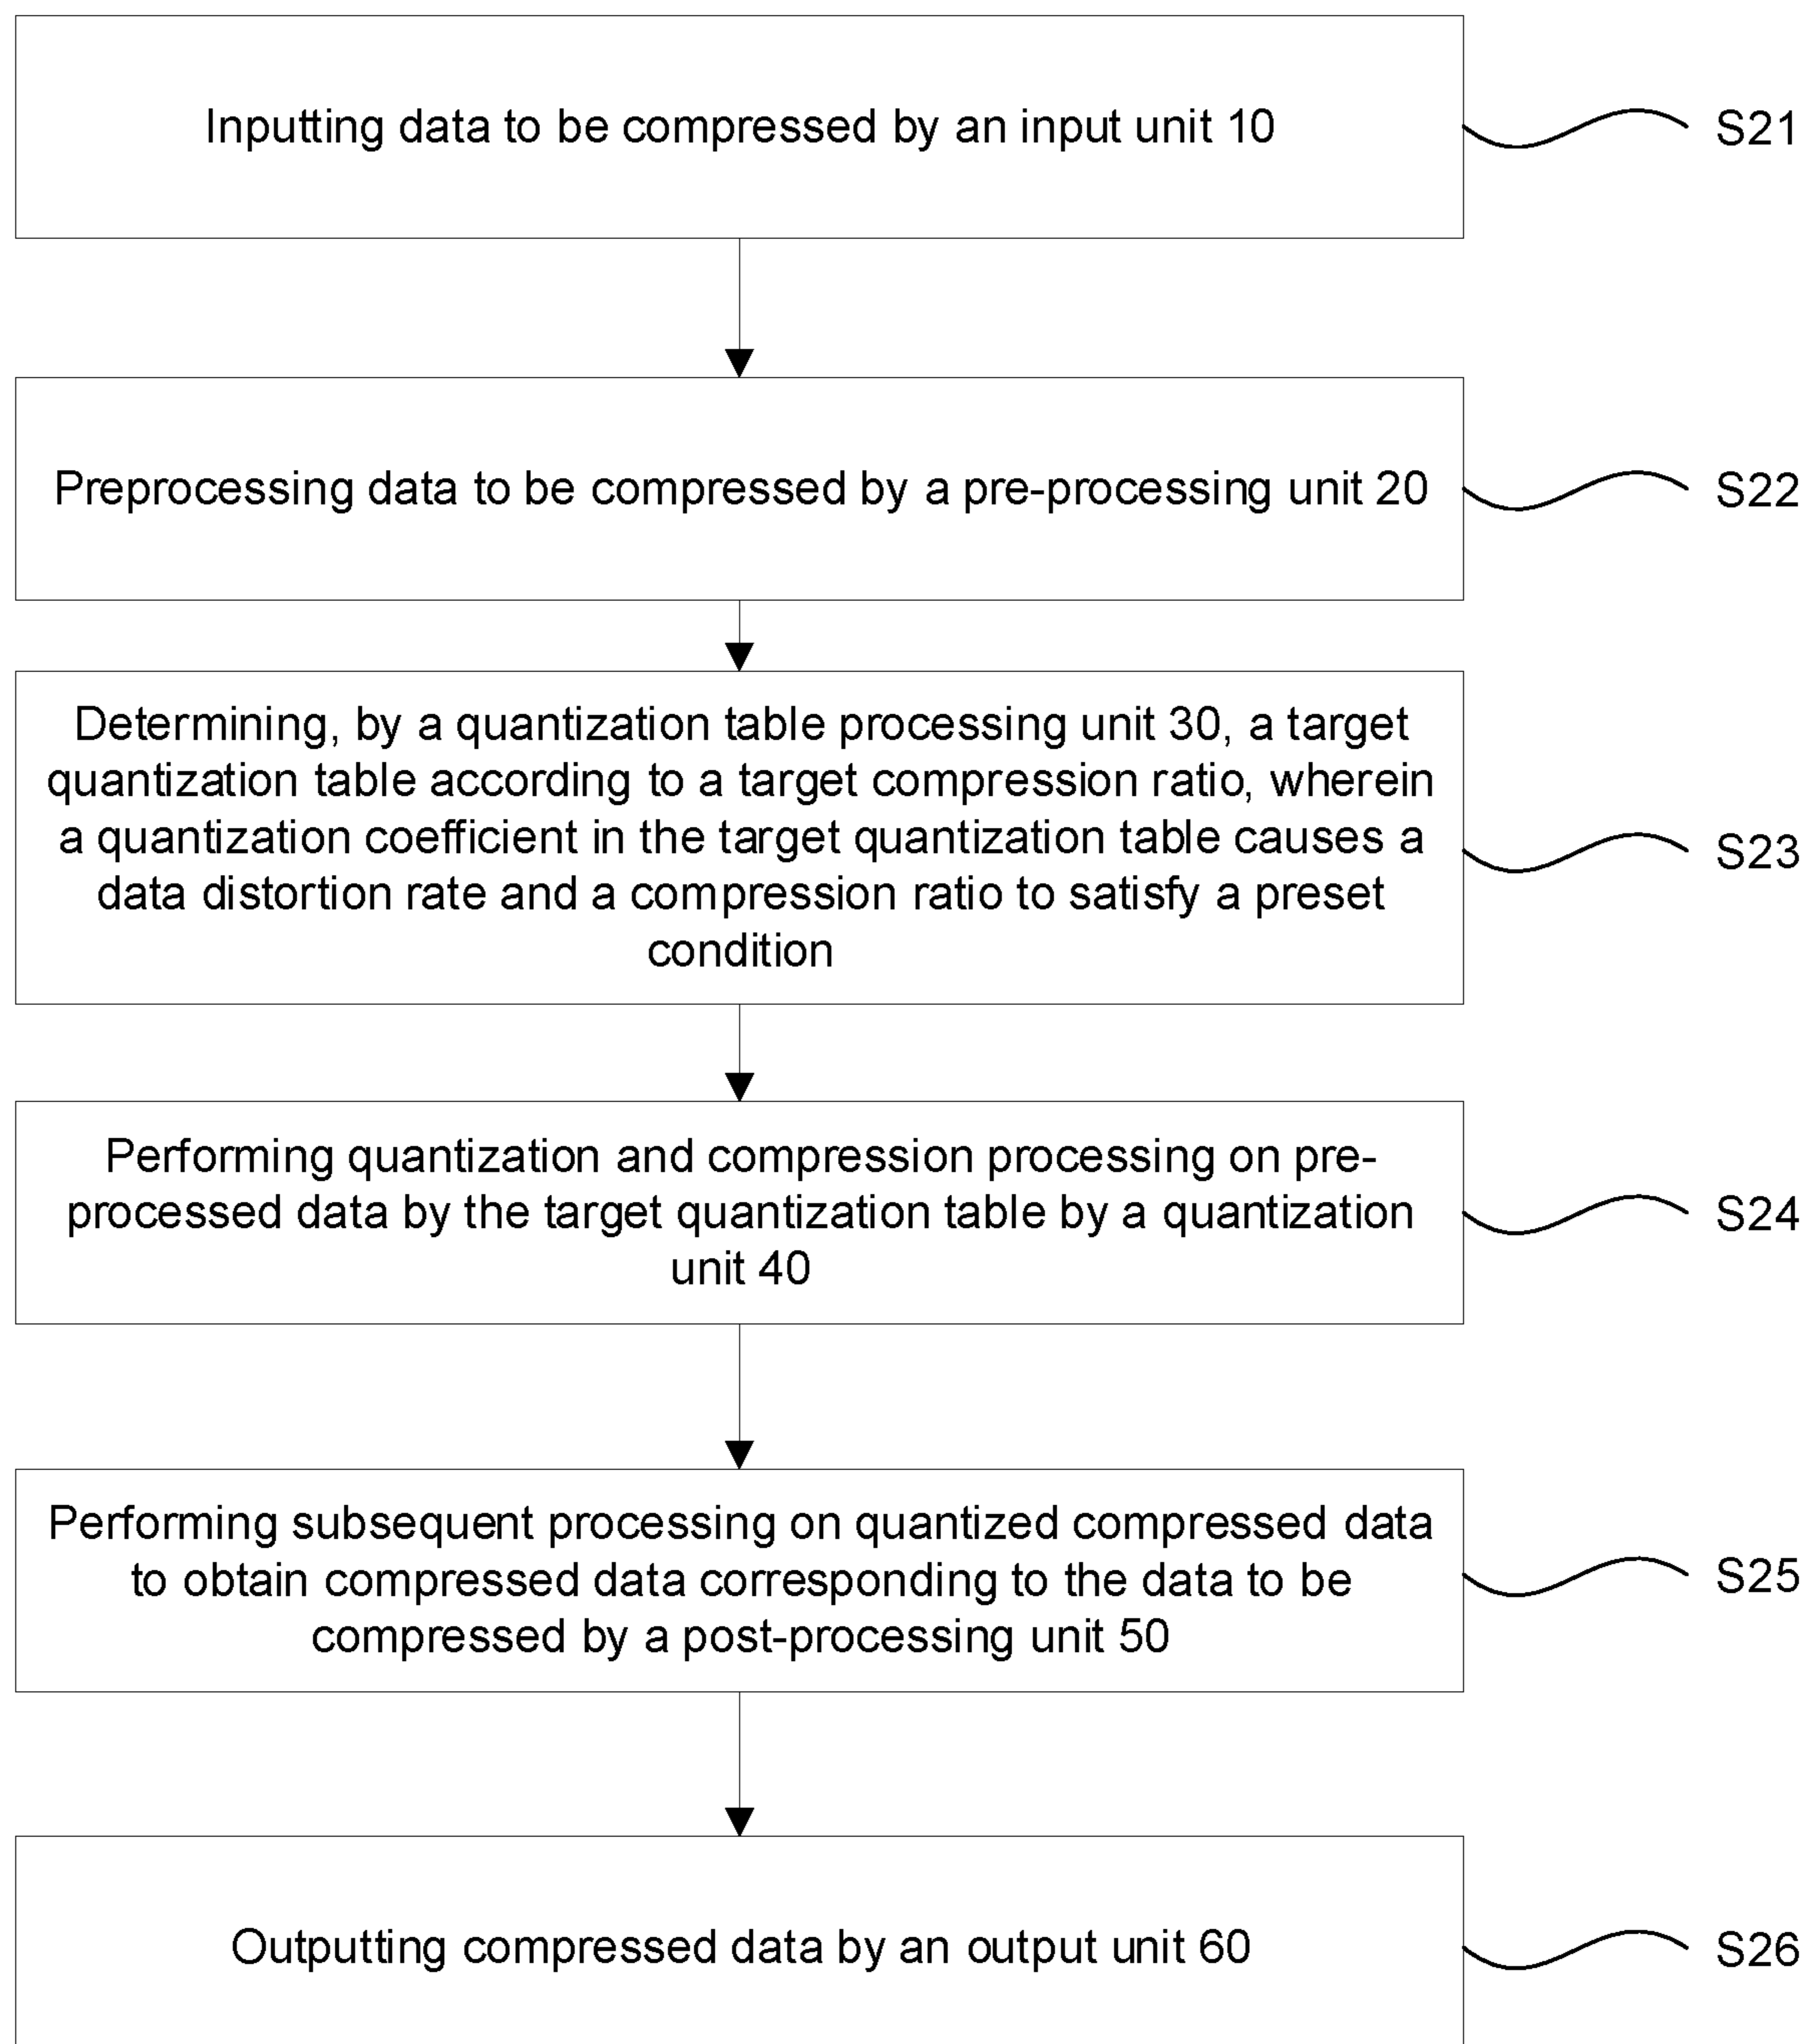 Inputting data to be compressed by an input unit 10
S21
Preprocessing data to be compressed by a pre-processing unit 20
S22
Determining, by a quantization table processing unit 30, a target
quantization table according to a target compression ratio, wherein
a quantization coefficient in the target quantization table causes a
data distortion rate and a compression ratio to satisfy a preset
condition
S23
Performing quantization and compression processing on pre-
processed data by the target quantization table by a quantization
unit 40
S24
Performing subsequent processing on quantized compressed data
to obtain compressed data corresponding to the data to be
compressed by a post-processing unit 50
S25
Outputting compressed data by an output unit 60
S26